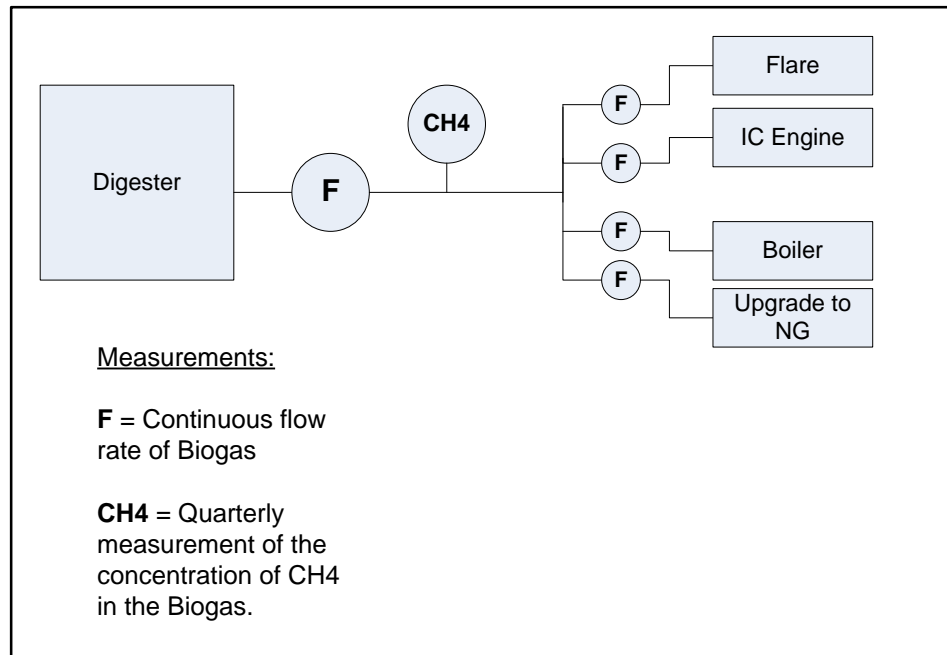 Digester
F
CH4
F
Flare
F
IC Engine
F
Boiler
F
Upgrade to
NG
Measurements:
F = Continuous flow
rate of Biogas
CH4 = Quarterly
measurement of the
concentration of CH4
in the Biogas.